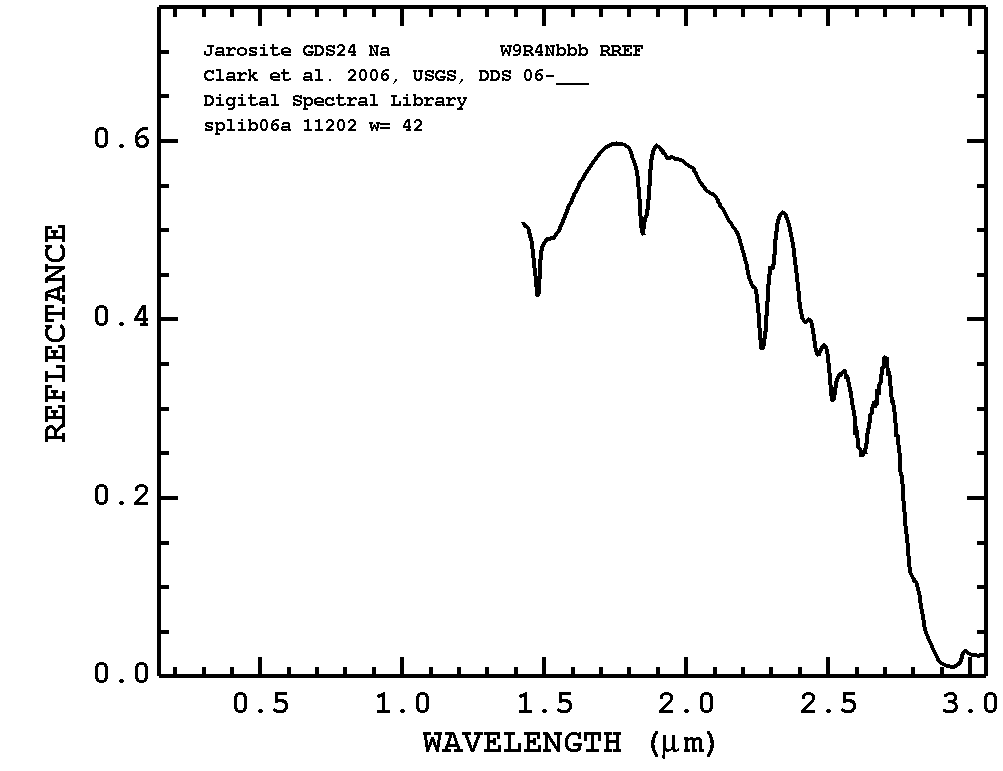 Jarosite GDS24 Na W9R4Nbbb RREF
Clark et al. 2006, USGS, DDS 06-___
Digital Spectral Library
splib06a 11202 w= 42
0.6
0.4
0.2
0.0
REFLECTANCE
0.5 1.0 1.5 2.0 2.5 3.0
WAVELENGTH (μm)